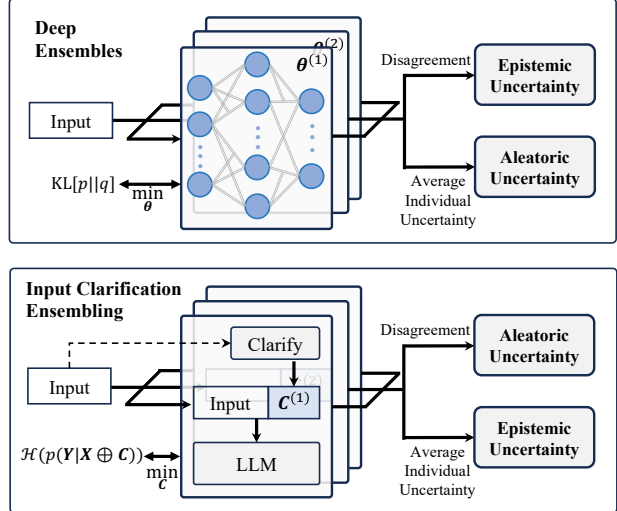 Deep
Ensembles
θ(2)
θ(1)
Input
KL[p||q]
min
θ
Disagreement
Epistemic
Uncertainty
Average
Individual
Uncertainty
Aleatoric
Uncertainty
Input Clarification
Ensembling
Clarify
Input
(2)
Input
C(1)
LLM
ℋ(p(Y|X ⊕ C))
min
C
Disagreement
Aleatoric
Uncertainty
Average
Individual
Uncertainty
Epistemic
Uncertainty